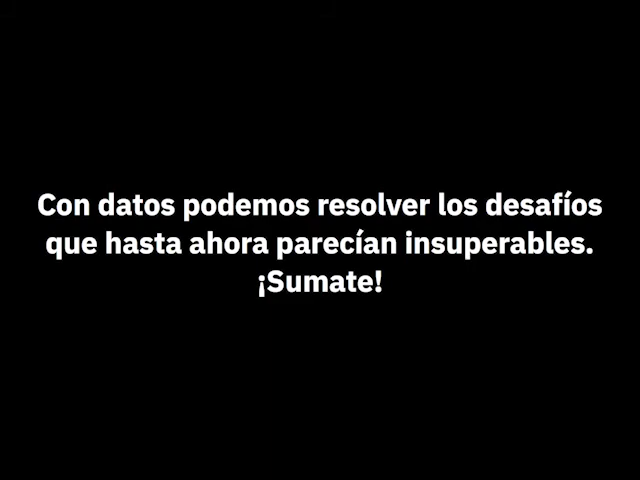 Con datos podemos resolver los desafíos
que hasta ahora parecían insuperables.
¡Sumate!